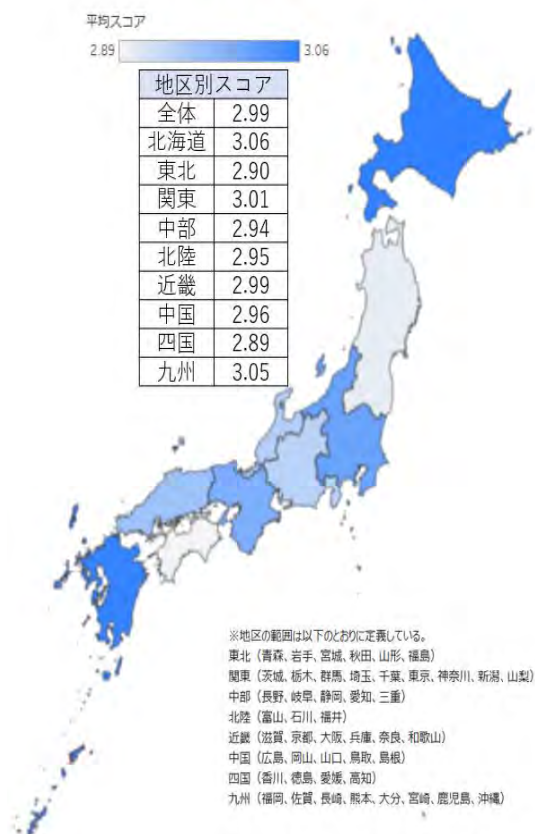 平均スコア
2.89 3.06
地区別スコア
全体 2.99
北海道 3.06
東北 2.90
関東 3.01
中部 2.94
北陸 2.95
近畿 2.99
中国 2.96
四国 2.89
九州 3.05
※地区の範囲は以下のとおりに定義している。
東北（青森、岩手、宮城、秋田、山形、福島）
関東（茨城、栃木、群馬、埼玉、千葉、東京、神奈川、新潟、山梨）
中部（長野、岐阜、静岡、愛知、三重）
北陸（富山、石川、福井）
近畿（滋賀、京都、大阪、兵庫、奈良、和歌山）
中国（広島、岡山、山口、鳥取、島根）
四国（香川、徳島、愛媛、高知）
九州（福岡、佐賀、長崎、熊本、大分、宮崎、鹿児島、沖縄）